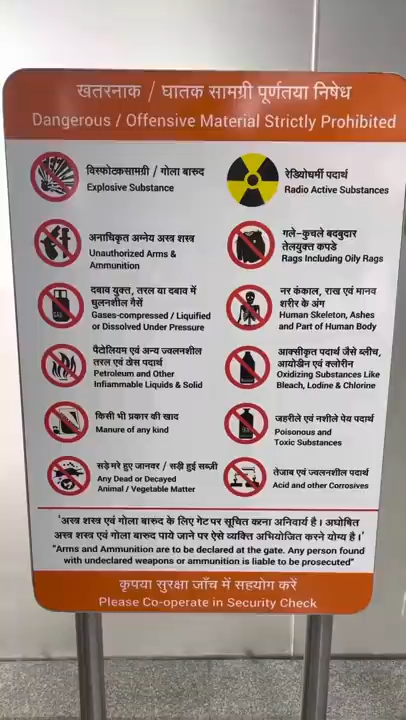 खतरनाक / घातक सामग्री पूर्णतया निषेध
Dangerous / Offensive Material Strictly Prohibited
विस्फोटकसामग्री / गोला बारुद
Explosive Substance
रेडियोधर्मी पदार्थ
Radio Active Substances
अनाधिकृत अग्नेय अस्त्र शस्त्र
Unauthorized Arms &
Ammunition
गले-कुचले बदबुदार
तेलयुक्त कपडे
Rags Including Oily Rags
दबाव युक्त, तरल या दबाव में
घुलनशील गैसें
Gases-compressed / Liquified
or Dissolved Under Pressure
नर कंकाल, राख एवं मानव
शरीर के अंग
Human Skeleton, Ashes
and Part of Human Body
पैटोलियम एवं अन्य ज्वलनशील
तरल एवं ठोस पदार्थ
Petroleum and Other
Infiammable Liquids & Solid
आक्सीकृत पदार्थ जैसे ब्लीच,
आयोडीन एवं क्लोरीन
Oxidizing Substances Like
Bleach, Lodine & Chlorine
किसी भी प्रकार की खाद
Manure of any kind
जहरीले एवं नशीले पेय पदार्थ
Poisonous and
Toxic Substances
सड़े मरे हुए जानवर / सड़ी हुई सब्ज़ी
Any Dead or Decayed
Animal / Vegetable Matter
तेजाब एवं ज्वलनशील पदार्थ
Acid and other Corrosives
'अस्त्र शस्त्र एवं गोला बारुद के लिए गेट पर सूचित करना अनिवार्य है। अघोषित
अस्त्र शस्त्र एवं गोला बारुद पाये जाने पर ऐसे व्यक्ति अभियोजित करने योग्य है।'
"Arms and Ammunition are to be declared at the gate. Any person found
with undeclared weapons or ammunition is liable to be prosecuted"
कृपया सुरक्षा जाँच में सहयोग करें
Please Co-operate in Security Check